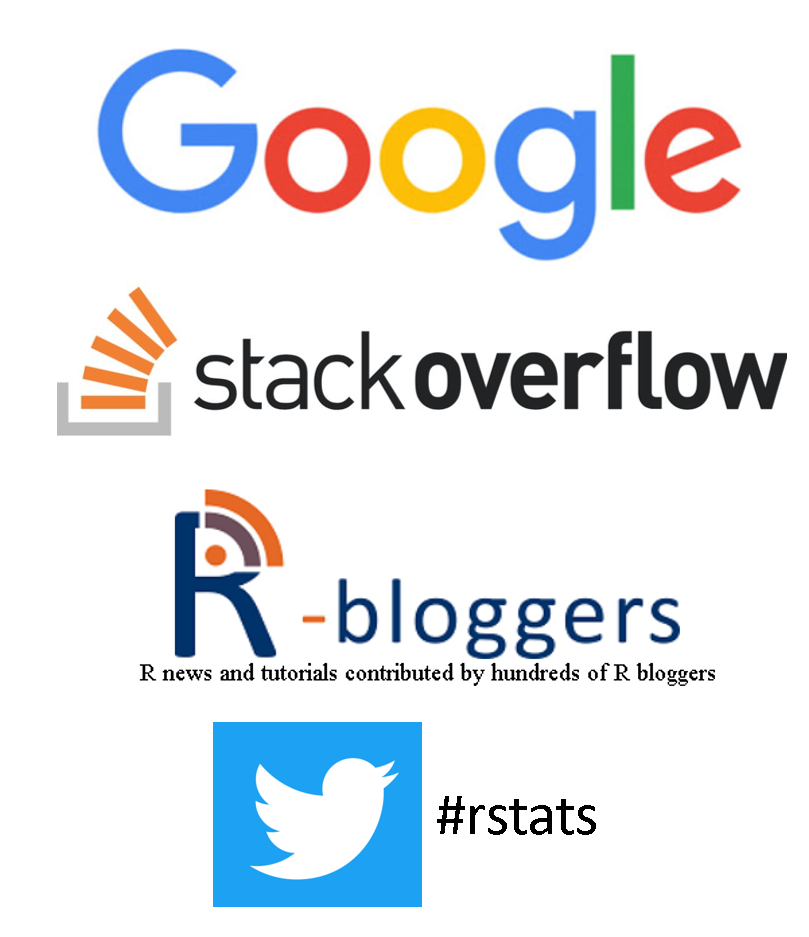 Google
stackoverflow
R-bloggers
R news and tutorials contributed by hundreds of R bloggers
#rstats